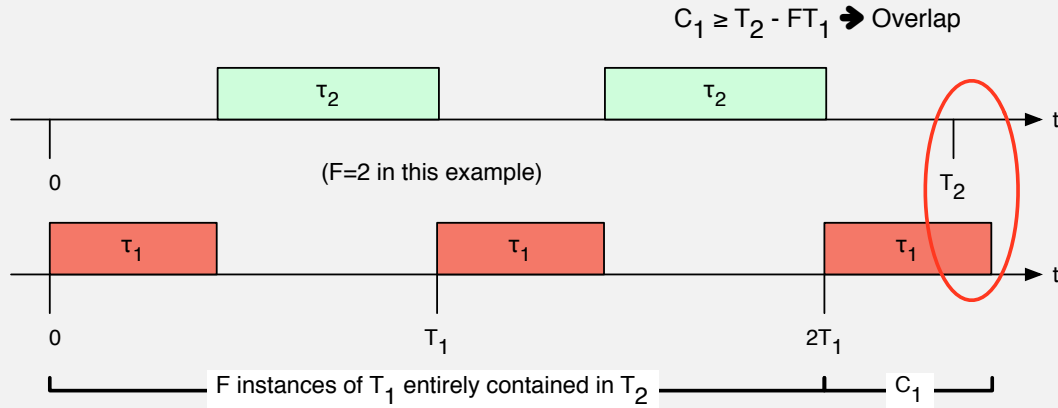 C₁ ≥ T₂ - FT₁ ➔ Overlap
τ₂ τ₂
t
0 (F=2 in this example) T₂
τ₁ τ₁ τ₁
t
0 T₁ 2T₁
F instances of T₁ entirely contained in T₂ C₁